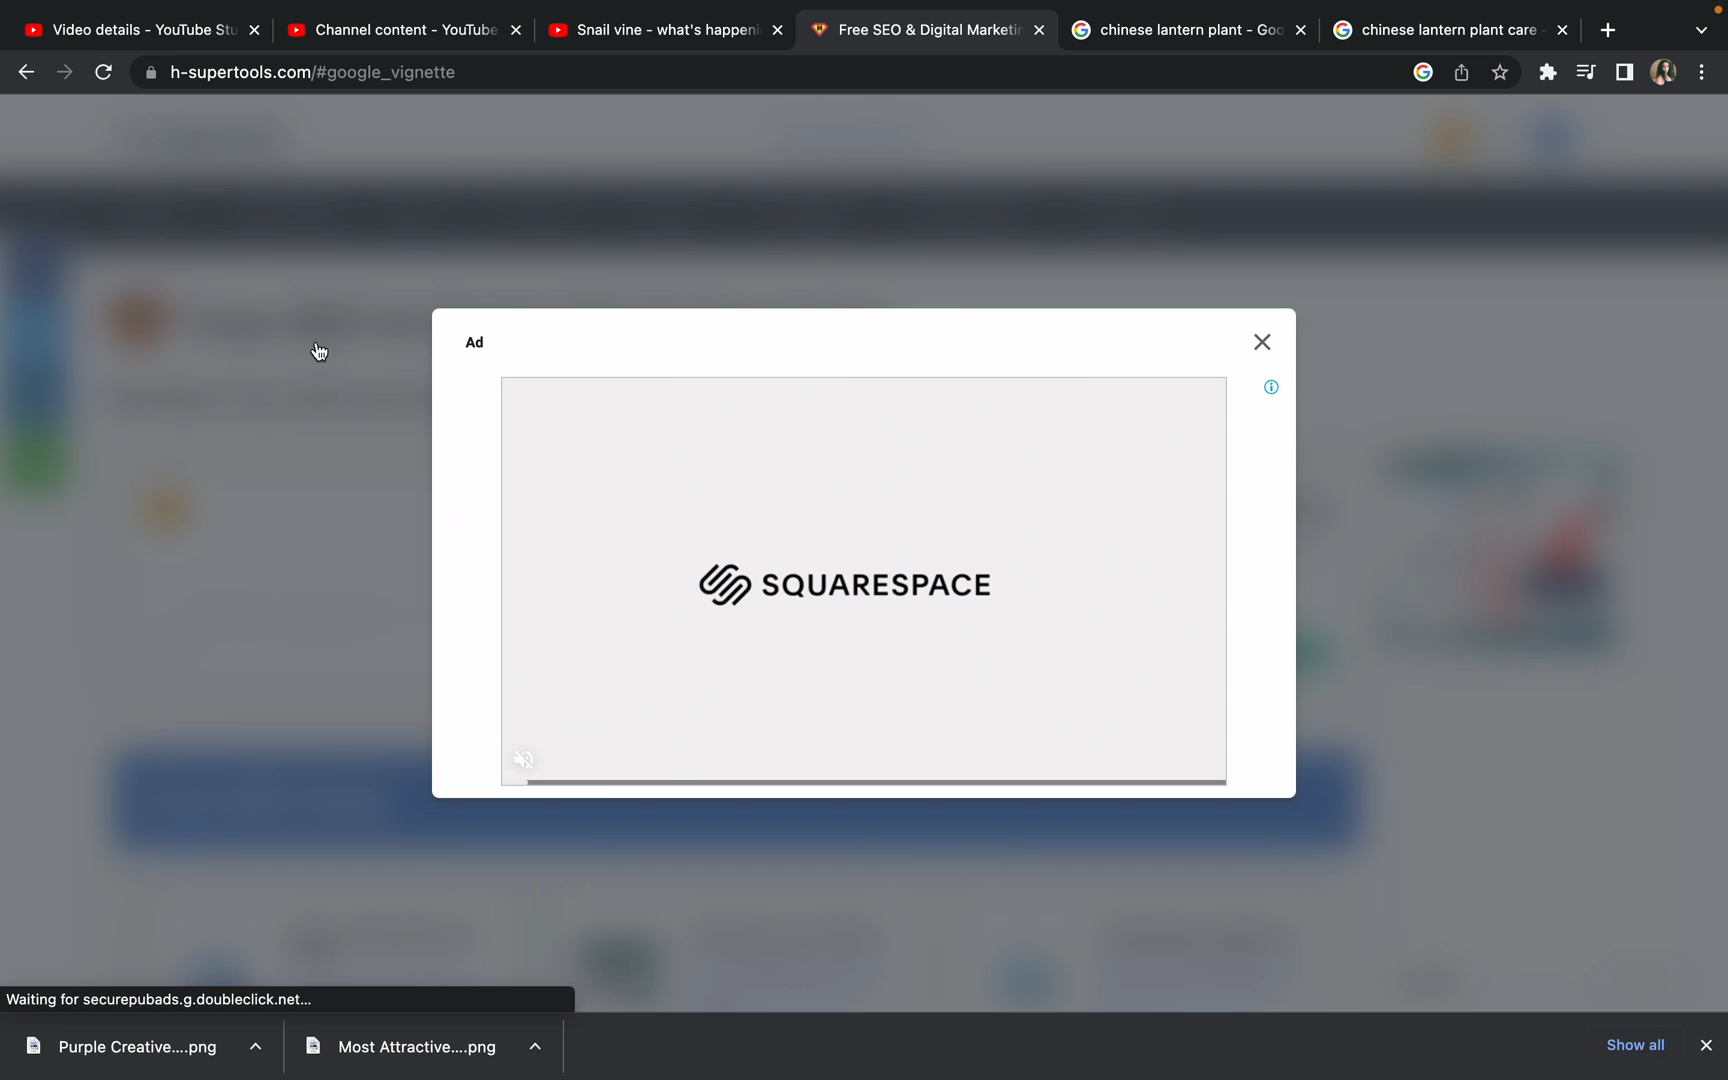 Video details - YouTube Stu
Channel content - YouTube
Snail vine - what's happeni
Free SEO & Digital Marketin
chinese lantern plant - Goo
chinese lantern plant care -
h-supertools.com/#google_vignette
Ad
SQUARESPACE
Waiting for securepubads.g.doubleclick.net...
Purple Creative....png
Most Attractive....png
Show all